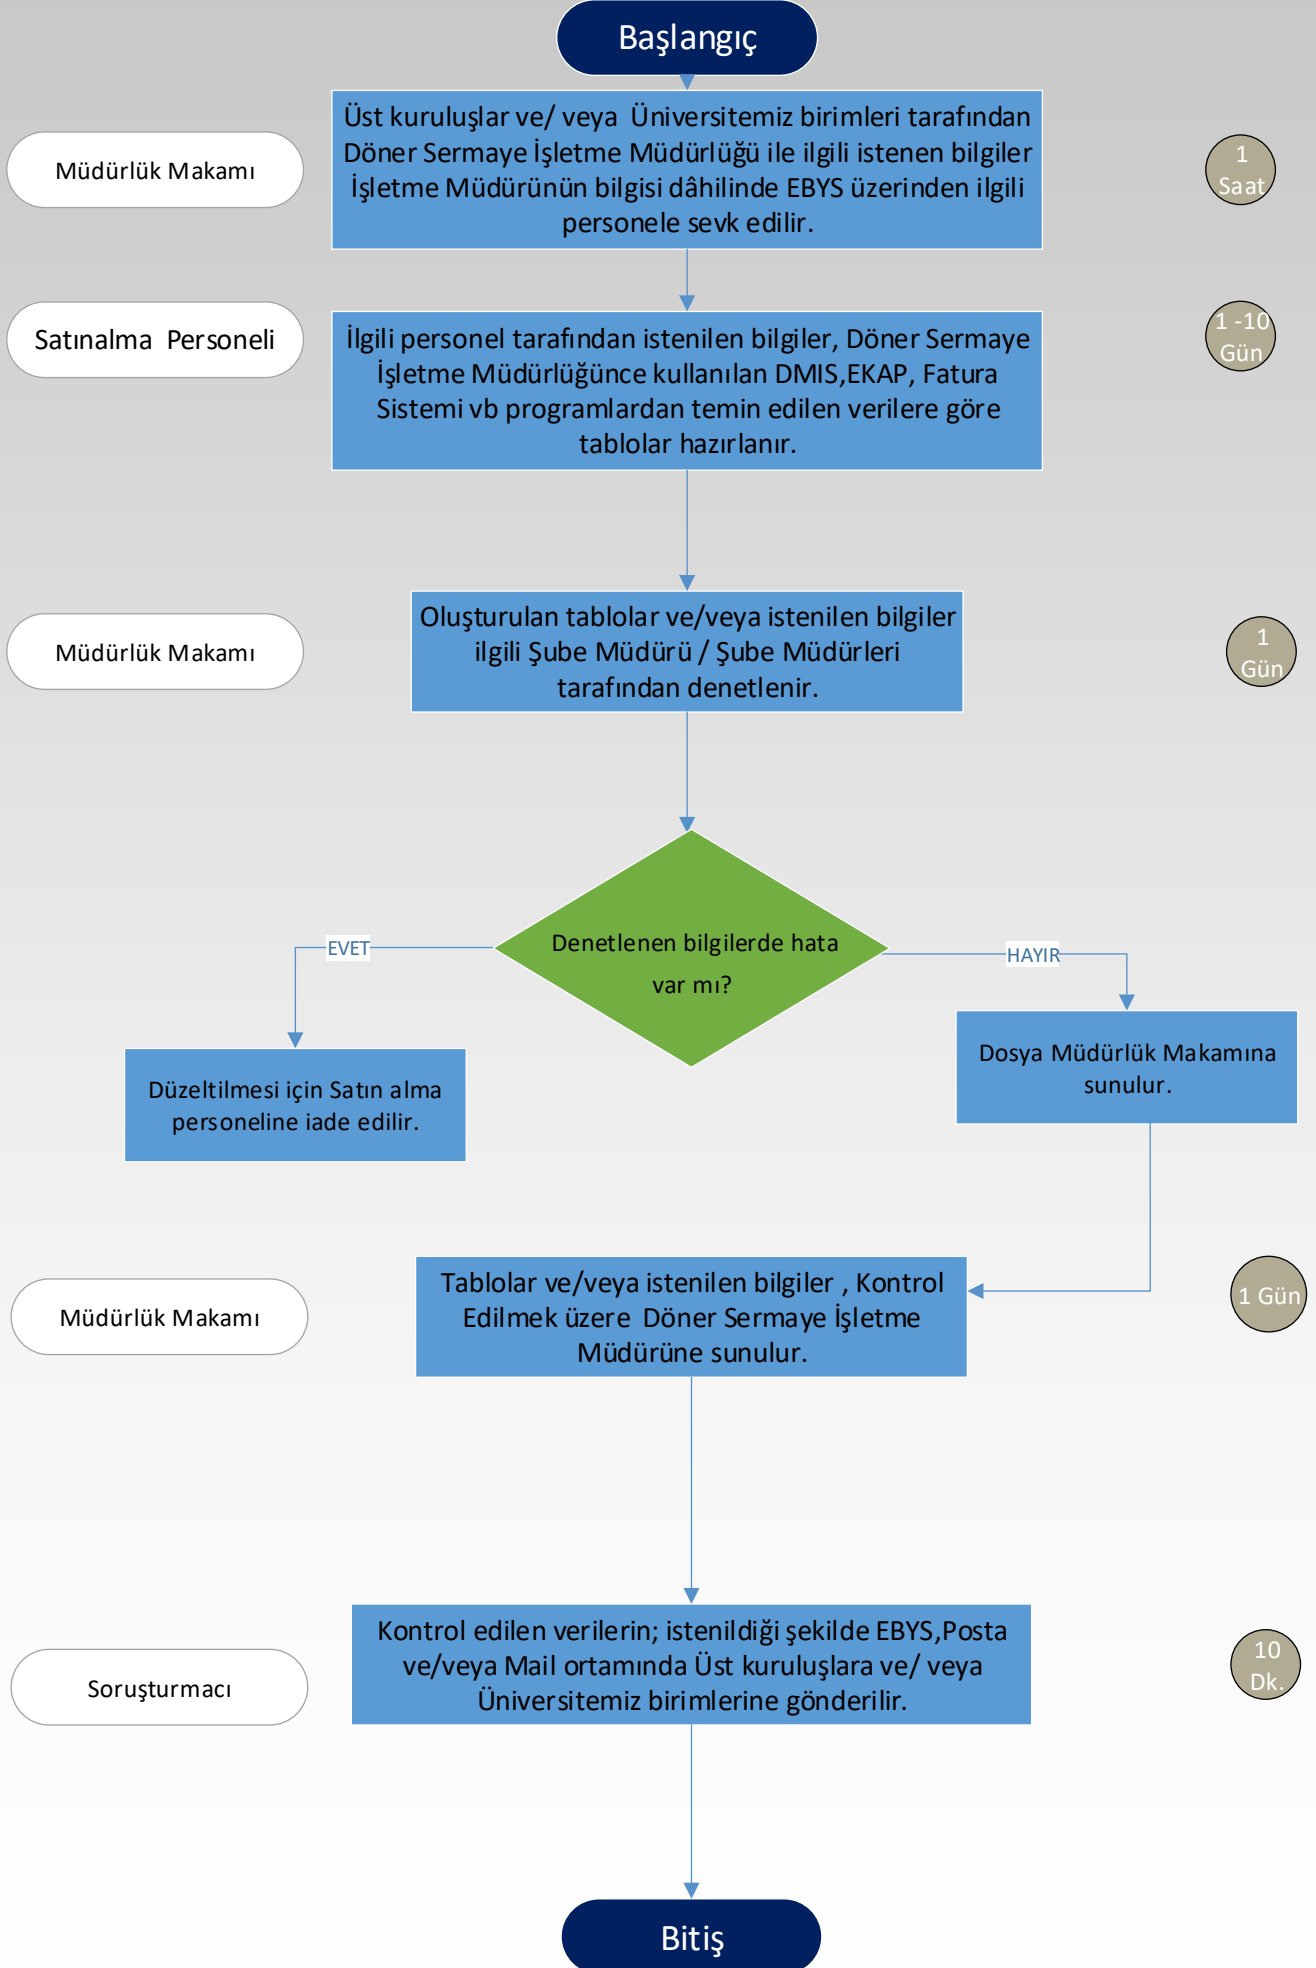 Başlangıç
Müdürlük Makamı
Üst kuruluşlar ve/ veya Üniversitemiz birimleri tarafından
Döner Sermaye İşletme Müdürlüğü ile ilgili istenen bilgiler
İşletme Müdürünün bilgisi dâhilinde EBYS üzerinden ilgili
personele sevk edilir.
1
Saat
Satınalma Personeli
İlgili personel tarafından istenilen bilgiler, Döner Sermaye
İşletme Müdürlüğünce kullanılan DMIS,EKAP, Fatura
Sistemi vb programlardan temin edilen verilere göre
tablolar hazırlanır.
1 -10
Gün
Müdürlük Makamı
Oluşturulan tablolar ve/veya istenilen bilgiler
ilgili Şube Müdürü / Şube Müdürleri
tarafından denetlenir.
1
Gün
Denetlenen bilgilerde hata
var mı?
EVET
HAYIR
Düzeltilmesi için Satın alma
personeline iade edilir.
Dosya Müdürlük Makamına
sunulur.
Müdürlük Makamı
Tablolar ve/veya istenilen bilgiler , Kontrol
Edilmek üzere Döner Sermaye İşletme
Müdürüne sunulur.
1 Gün
Soruşturmacı
Kontrol edilen verilerin; istenildiği şekilde EBYS,Posta
ve/veya Mail ortamında Üst kuruluşlara ve/ veya
Üniversitemiz birimlerine gönderilir.
10
Dk.
Bitiş